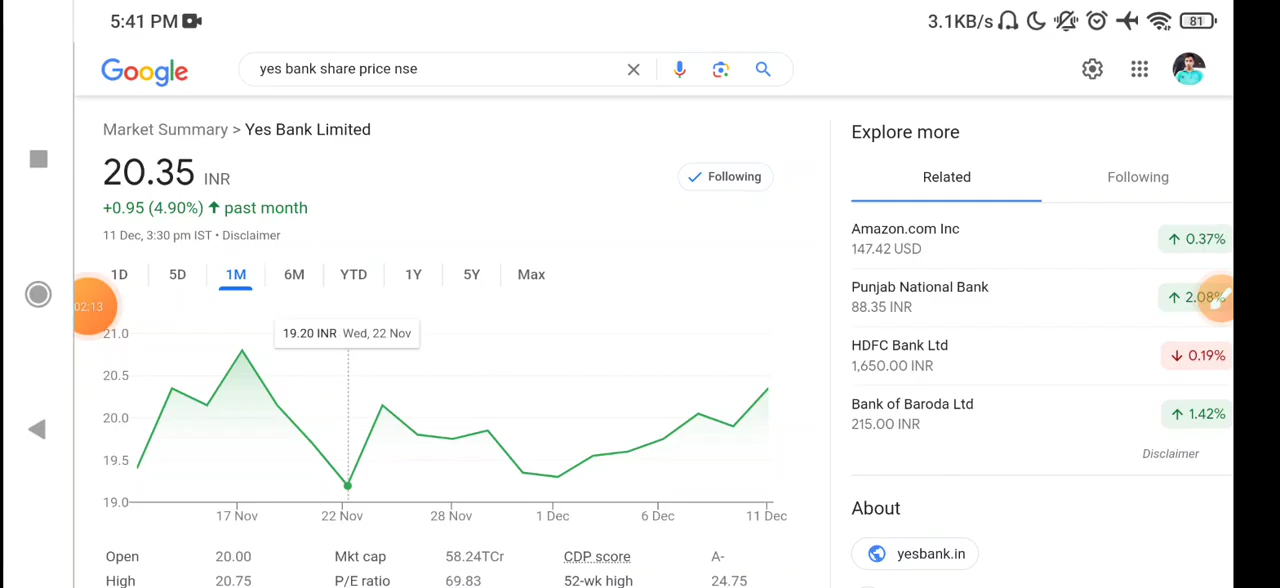 5:41 PM
3.1KB/s 81
Google
yes bank share price nse
Market Summary > Yes Bank Limited
20.35 INR
Following
+0.95 (4.90%) ↑ past month
11 Dec, 3:30 pm IST • Disclaimer
1D 5D 1M 6M YTD 1Y 5Y Max
02:13
19.20 INR Wed, 22 Nov
21.0
20.5
20.0
19.5
19.0
17 Nov 22 Nov 28 Nov 1 Dec 6 Dec 11 Dec
Open 20.00 Mkt cap 58.24TCr CDP score A-
High 20.75 P/E ratio 69.83 52-wk high 24.75
Explore more
Related Following
Amazon.com Inc
147.42 USD
↑ 0.37%
Punjab National Bank
88.35 INR
↑ 2.08%
HDFC Bank Ltd
1,650.00 INR
↓ 0.19%
Bank of Baroda Ltd
215.00 INR
↑ 1.42%
Disclaimer
About
yesbank.in